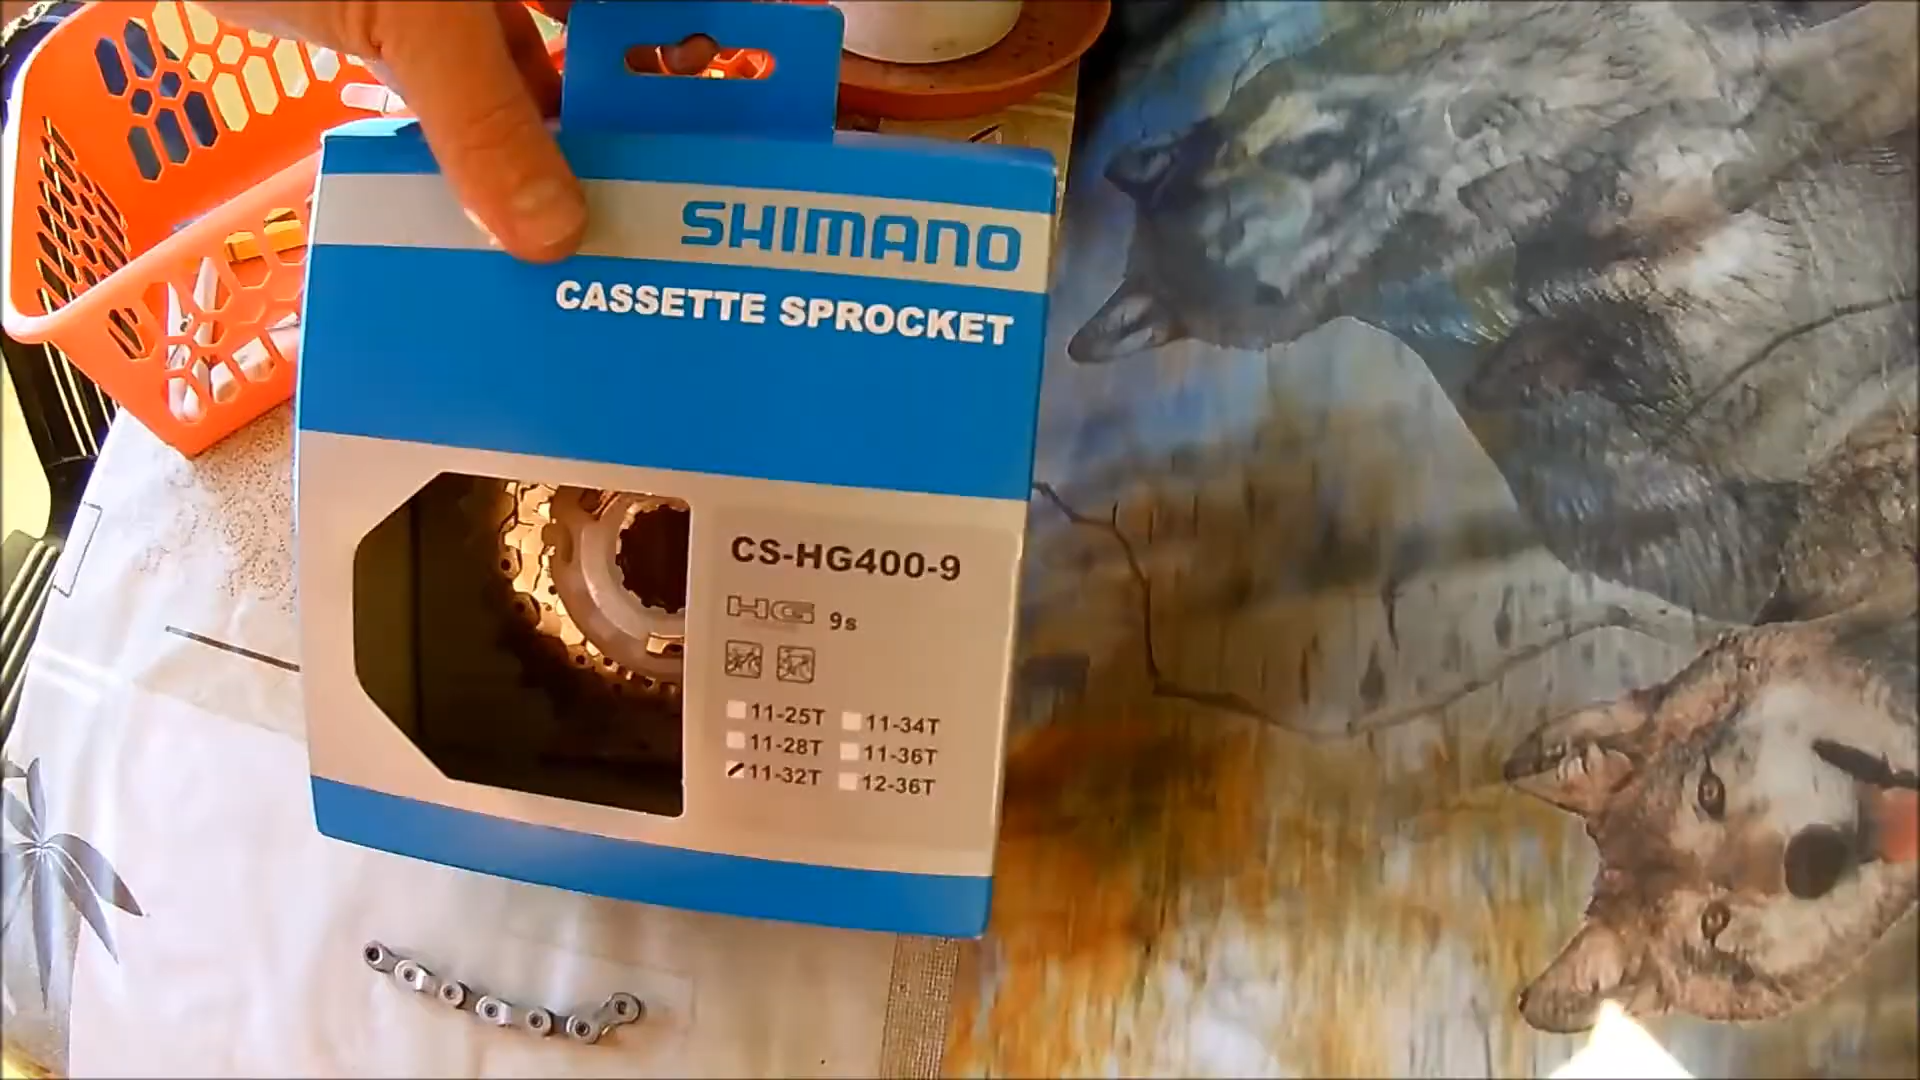 SHIMANO
CASSETTE SPROCKET
CS-HG400-9
HG 9s
11-25T 11-34T
11-28T 11-36T
11-32T 12-36T